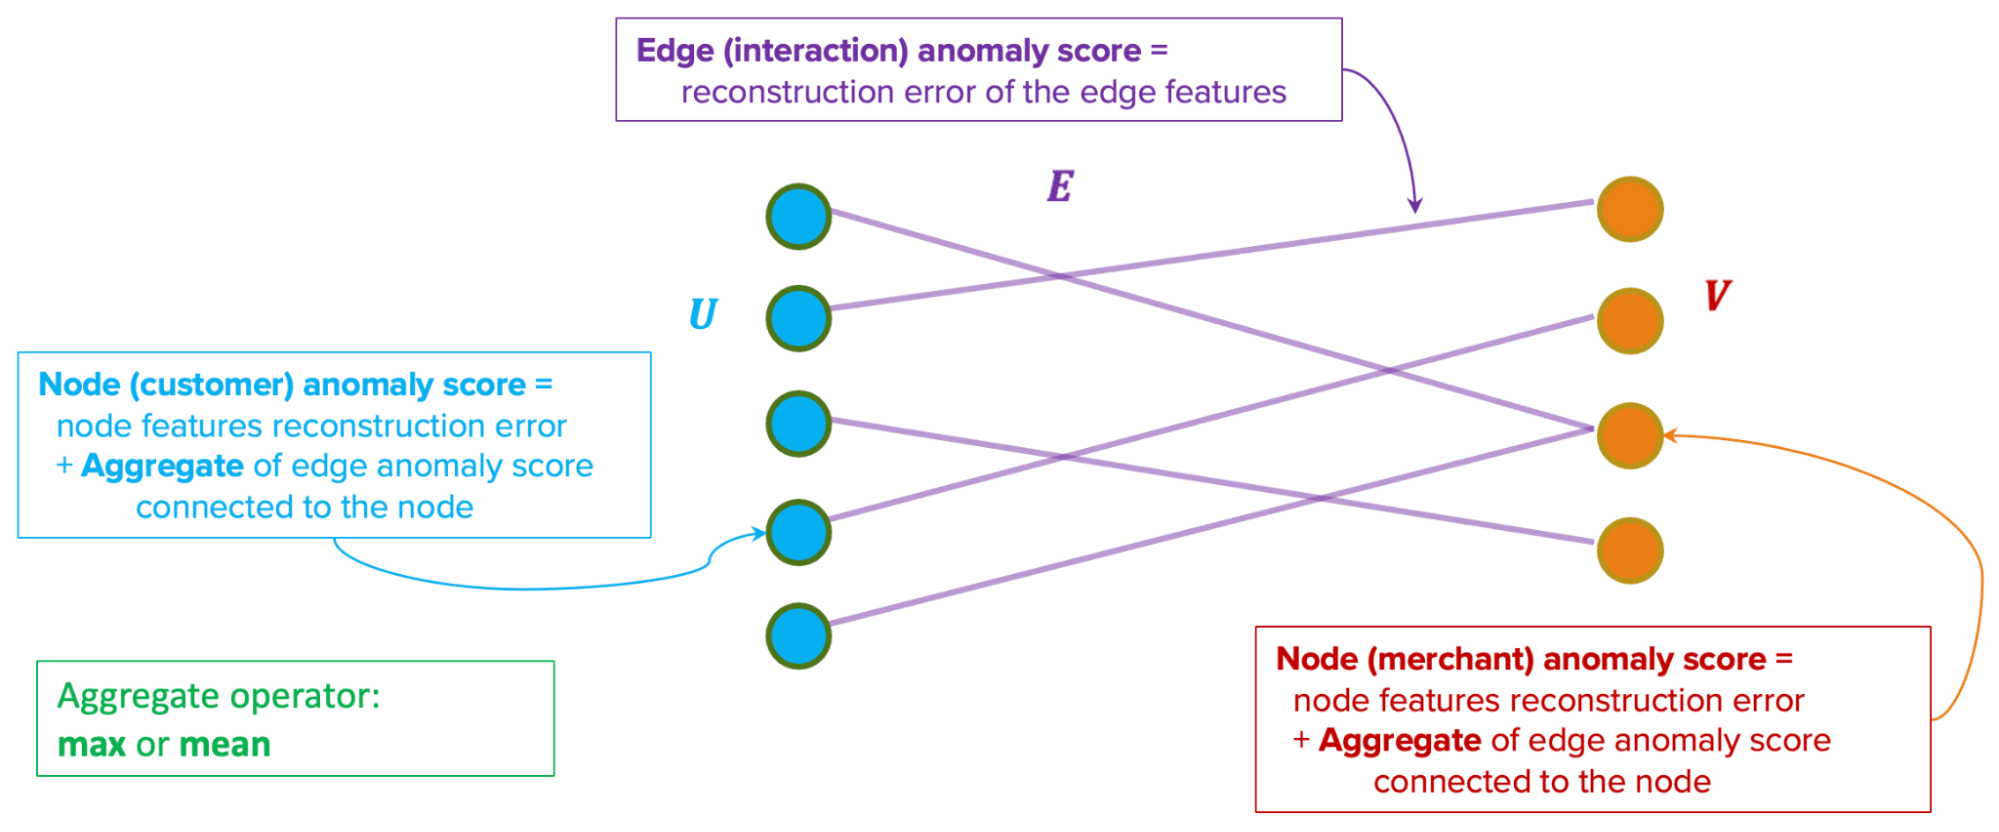 Edge (interaction) anomaly score =
reconstruction error of the edge features
E
U
V
Node (customer) anomaly score =
node features reconstruction error
+ Aggregate of edge anomaly score
connected to the node
Aggregate operator:
max or mean
Node (merchant) anomaly score =
node features reconstruction error
+ Aggregate of edge anomaly score
connected to the node